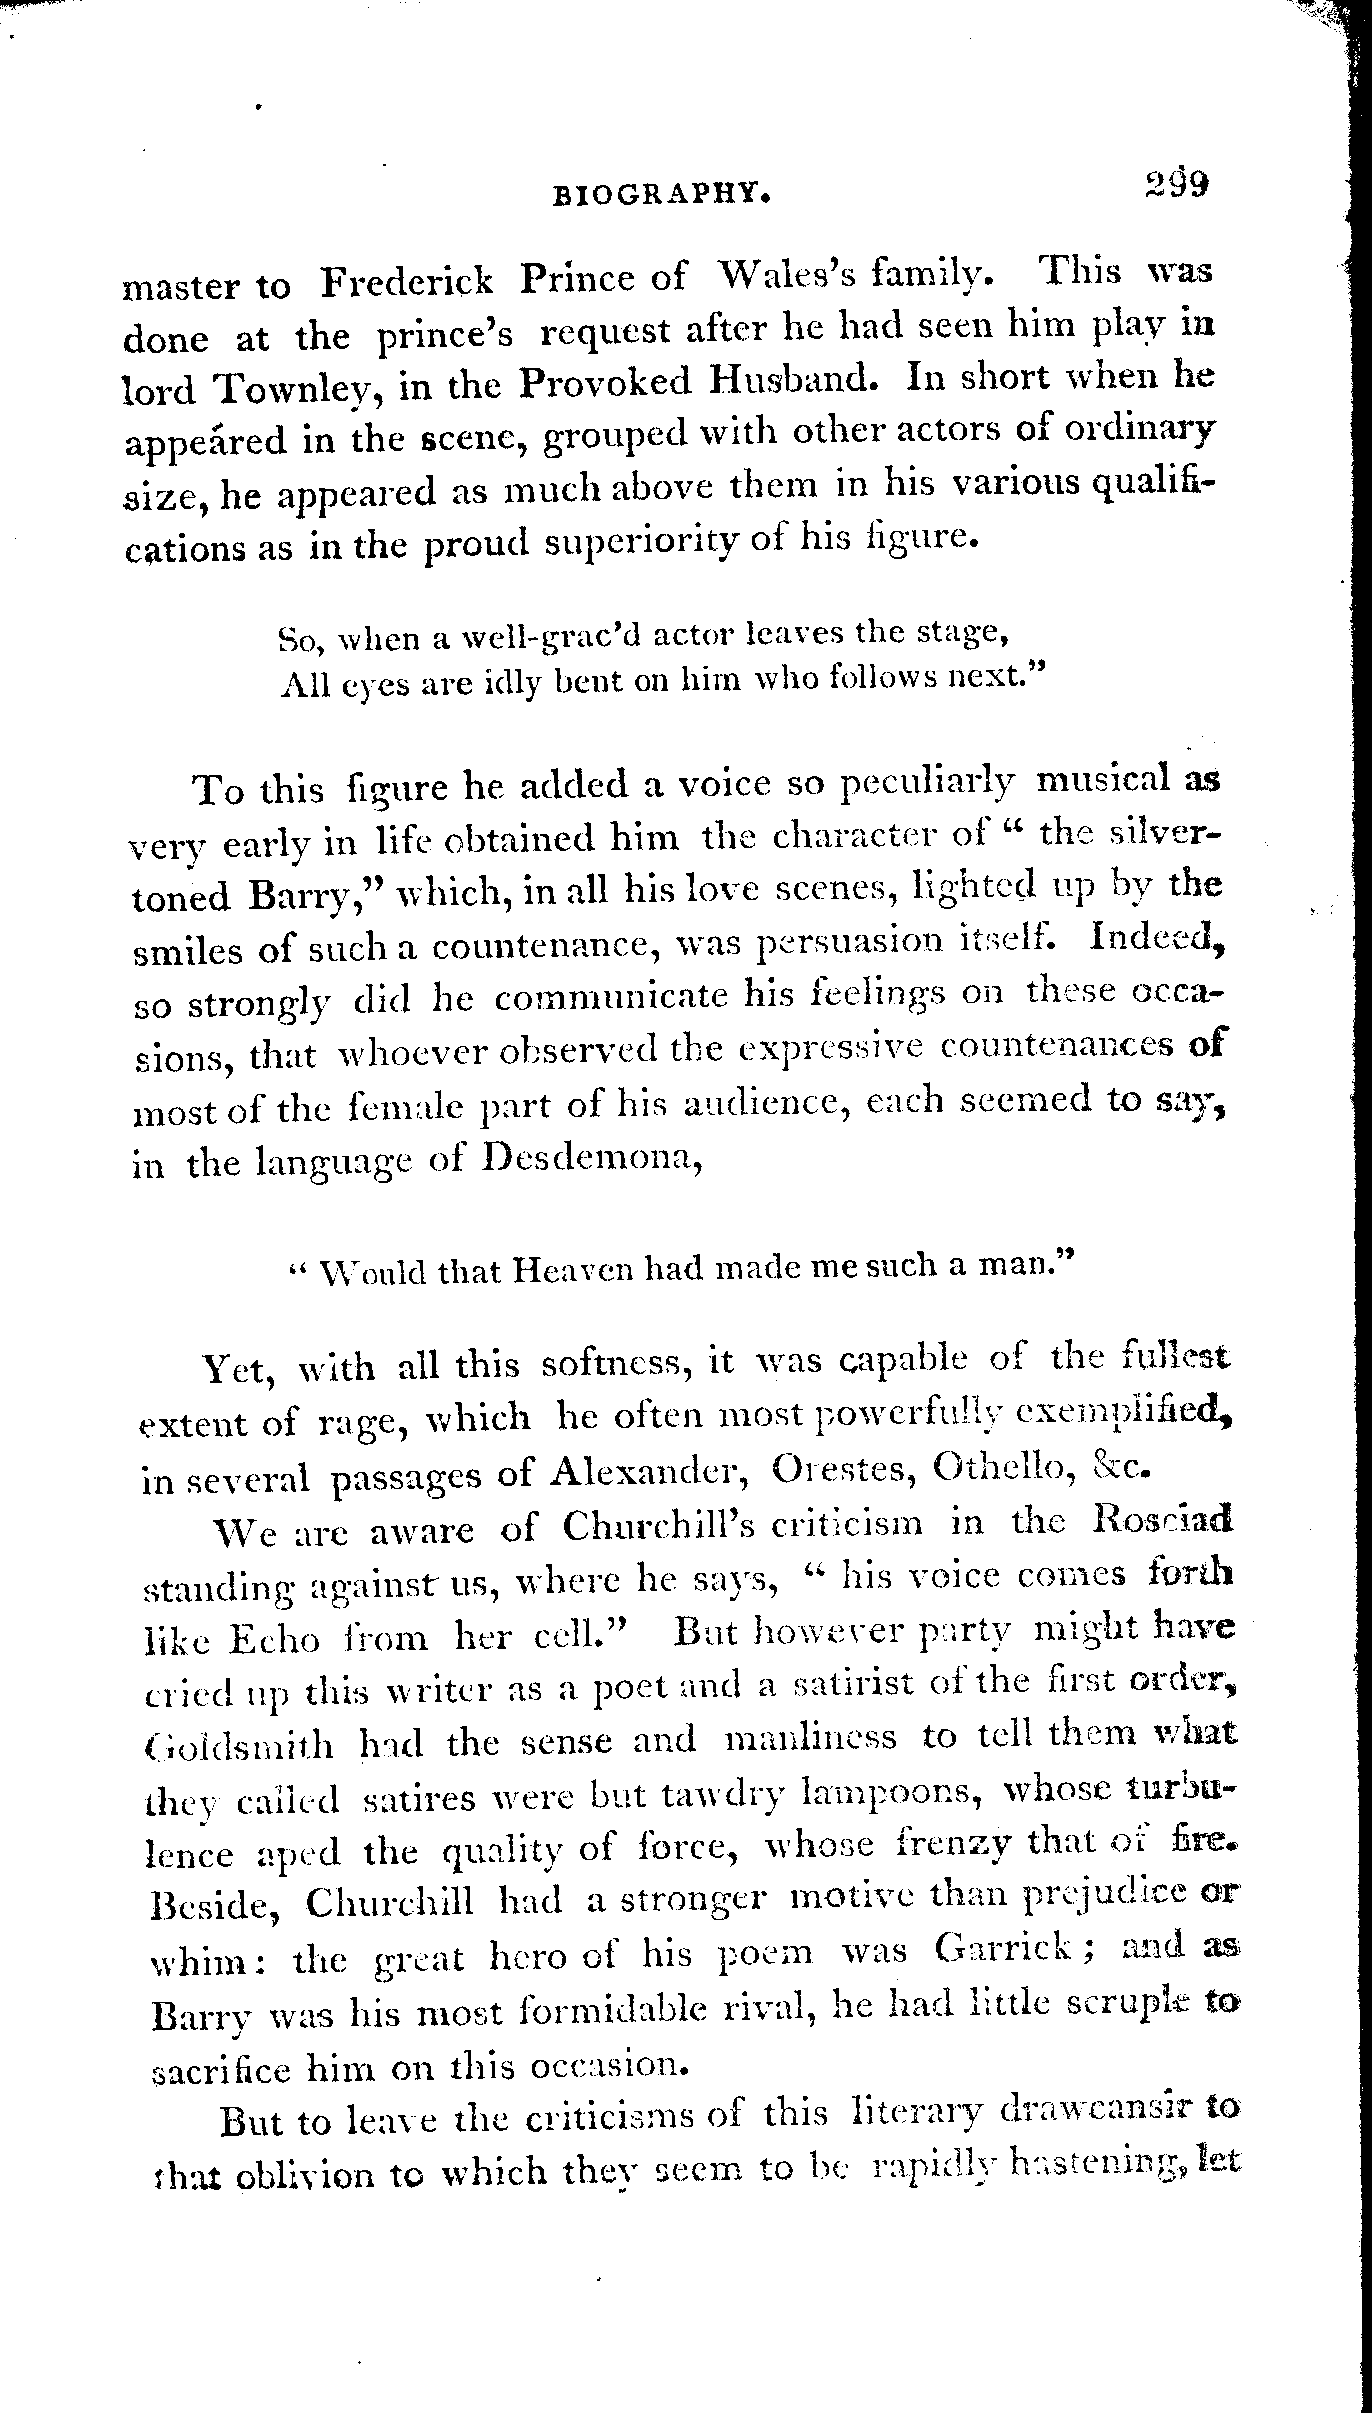 BIOGRAPHY. 299
master to Frederick Prince of Wales's family. This was
done at the prince's request after he had seen him play in
lord Townley, in the Provoked Husband. In short when he
appeared in the scene, grouped with other actors of ordinary
size, he appeared as much above them in his various qualifi-
cations as in the proud superiority of his figure.
So, when a well-grac'd actor leaves the stage,
All eyes are idly bent on him who follows next."
To this figure he added a voice so peculiarly musical as
very early in life obtained him the character of " the silver-
toned Barry," which, in all his love scenes, lighted up by the
smiles of such a countenance, was persuasion itself. Indeed,
so strongly did he communicate his feelings on these occa-
sions, that whoever observed the expressive countenances of
most of the female part of his audience, each seemed to say,
in the language of Desdemona,
" Would that Heaven had made me such a man."
Yet, with all this softness, it was capable of the fullest
extent of rage, which he often most powerfully exemplified,
in several passages of Alexander, Orestes, Othello, &c.
We are aware of Churchill's criticism in the Rosciad
standing against us, where he says, " his voice comes forth
like Echo from her cell." But however party might have
cried up this writer as a poet and a satirist of the first order,
Goldsmith had the sense and manliness to tell them what
they called satires were but tawdry lampoons, whose turbu-
lence aped the quality of force, whose frenzy that of fire.
Beside, Churchill had a stronger motive than prejudice or
whim: the great hero of his poem was Garrick; and as
Barry was his most formidable rival, he had little scruple to
sacrifice him on this occasion.
But to leave the criticisms of this literary drawcansir to
that oblivion to which they seem to be rapidly hastening, let